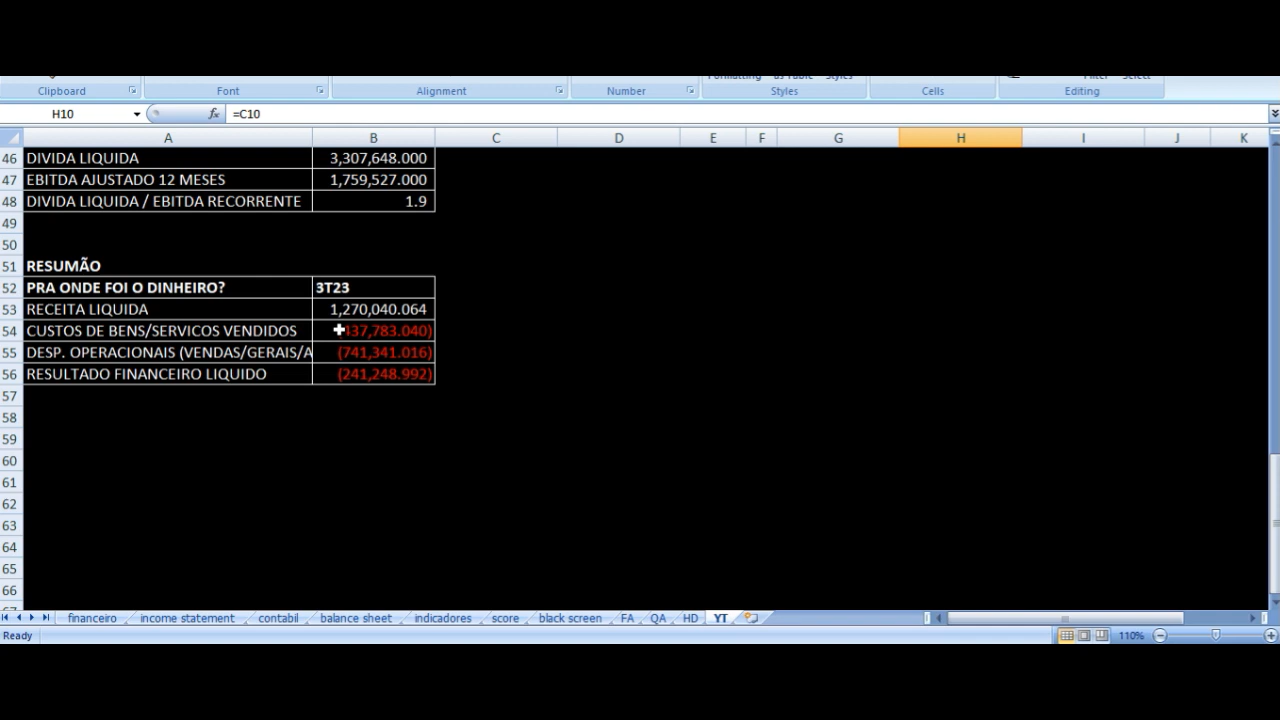 Clipboard Font Alignment Number Styles Cells Editing
H10 fx =C10
A B C D E F G H I J K
46 DIVIDA LIQUIDA 3,307,648.000
47 EBITDA AJUSTADO 12 MESES 1,759,527.000
48 DIVIDA LIQUIDA / EBITDA RECORRENTE 1.9
49
50
51 RESUMÃO
52 PRA ONDE FOI O DINHEIRO? 3T23
53 RECEITA LIQUIDA 1,270,040.064
54 CUSTOS DE BENS/SERVICOS VENDIDOS 37,783.040)
55 DESP. OPERACIONAIS (VENDAS/GERAIS/A (741,341.016)
56 RESULTADO FINANCEIRO LIQUIDO (241,248.992)
57
58
59
60
61
62
63
64
65
66
financeiro income statement contabil balance sheet indicadores score black screen FA QA HD YT
Ready 110%